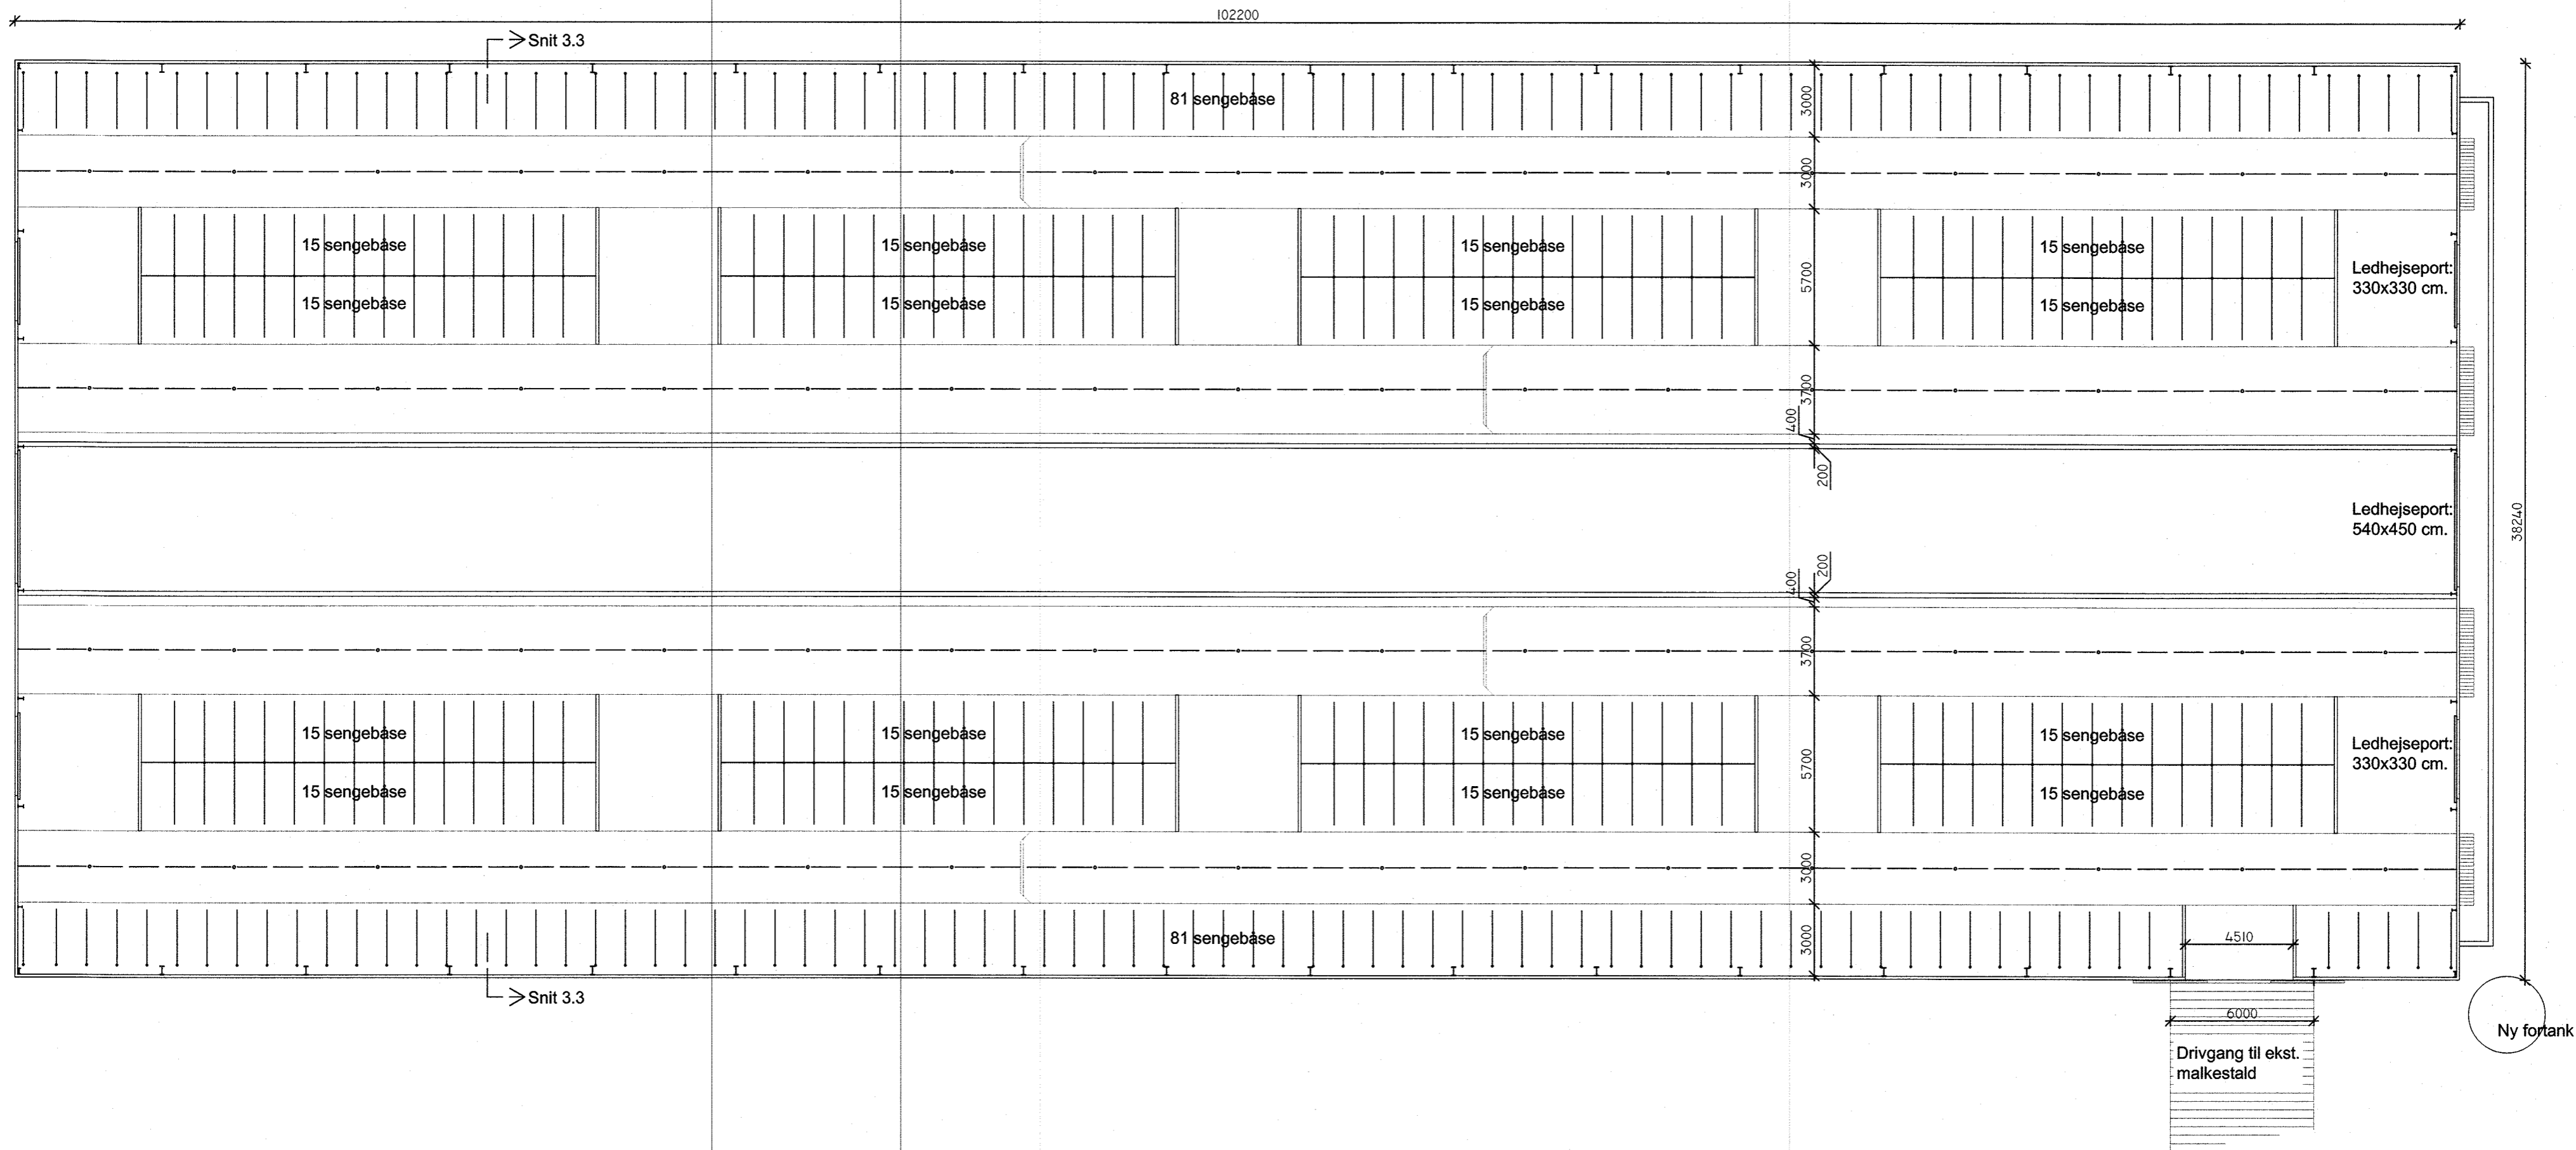 102200
Snit 3.3
81 sengebåse
3000
3000
15 sengebåse
15 sengebåse
15 sengebåse
15 sengebåse
15 sengebåse
15 sengebåse
15 sengebåse
15 sengebåse
5700
Ledhejseport:
330x330 cm.
3700
400
200
Ledhejseport:
540x450 cm.
38240
400
200
3700
15 sengebåse
15 sengebåse
15 sengebåse
15 sengebåse
15 sengebåse
15 sengebåse
15 sengebåse
15 sengebåse
5700
Ledhejseport:
330x330 cm.
3000
81 sengebåse
3000
4510
Snit 3.3
6000
Ny fortank
Drivgang til ekst.
malkestald